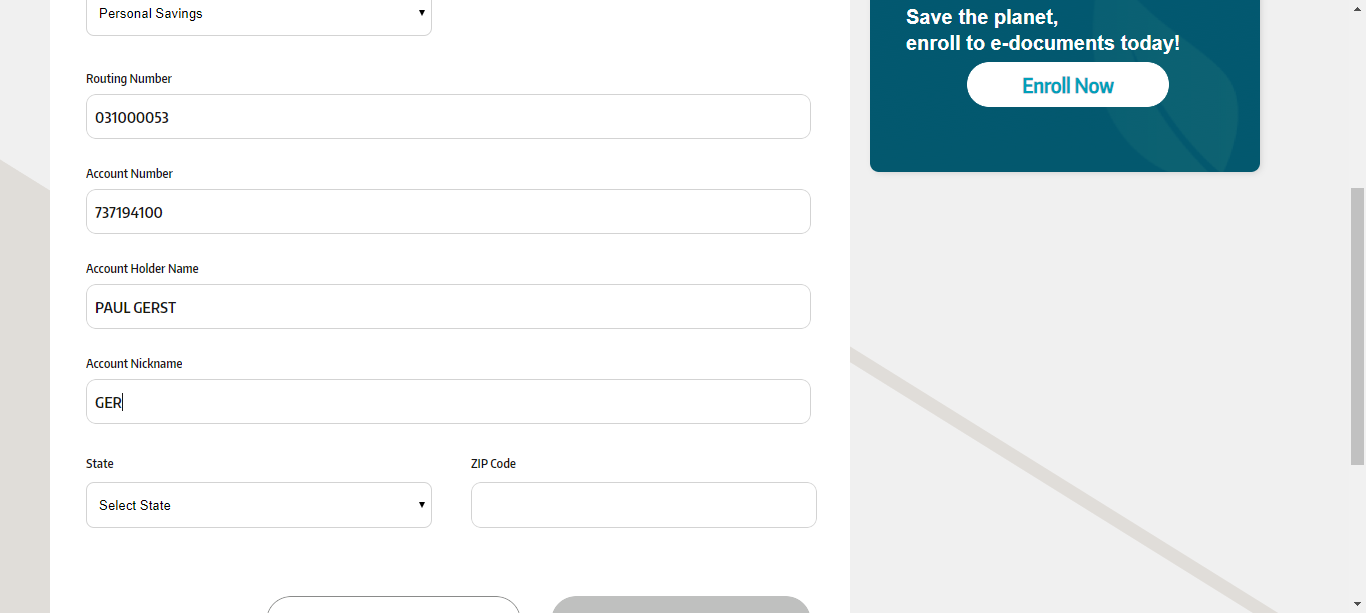 Personal Savings
Save the planet,
enroll to e-documents today!
Enroll Now
Routing Number
031000053
Account Number
737194100
Account Holder Name
PAUL GERST
Account Nickname
GER
State
ZIP Code
Select State